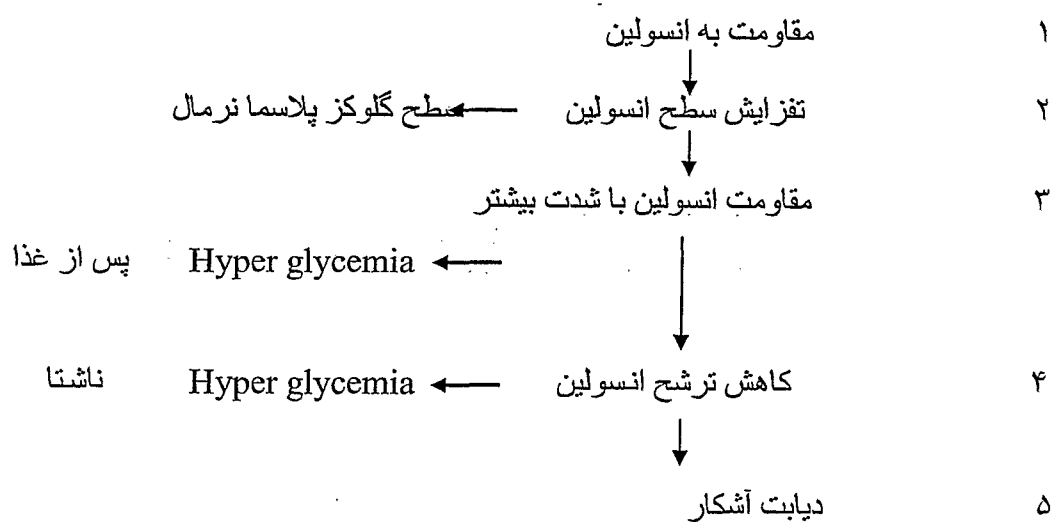 ۱ مقاومت به انسولین
۲ تفزایش سطح انسولین سطح گلوکز پلاسما نرمال
۳ مقاومت انسولین با شدت بیشتر
Hyper glycemia پس از غذا
۴ کاهش ترشح انسولین Hyper glycemia ناشتا
۵ دیابت آشکار